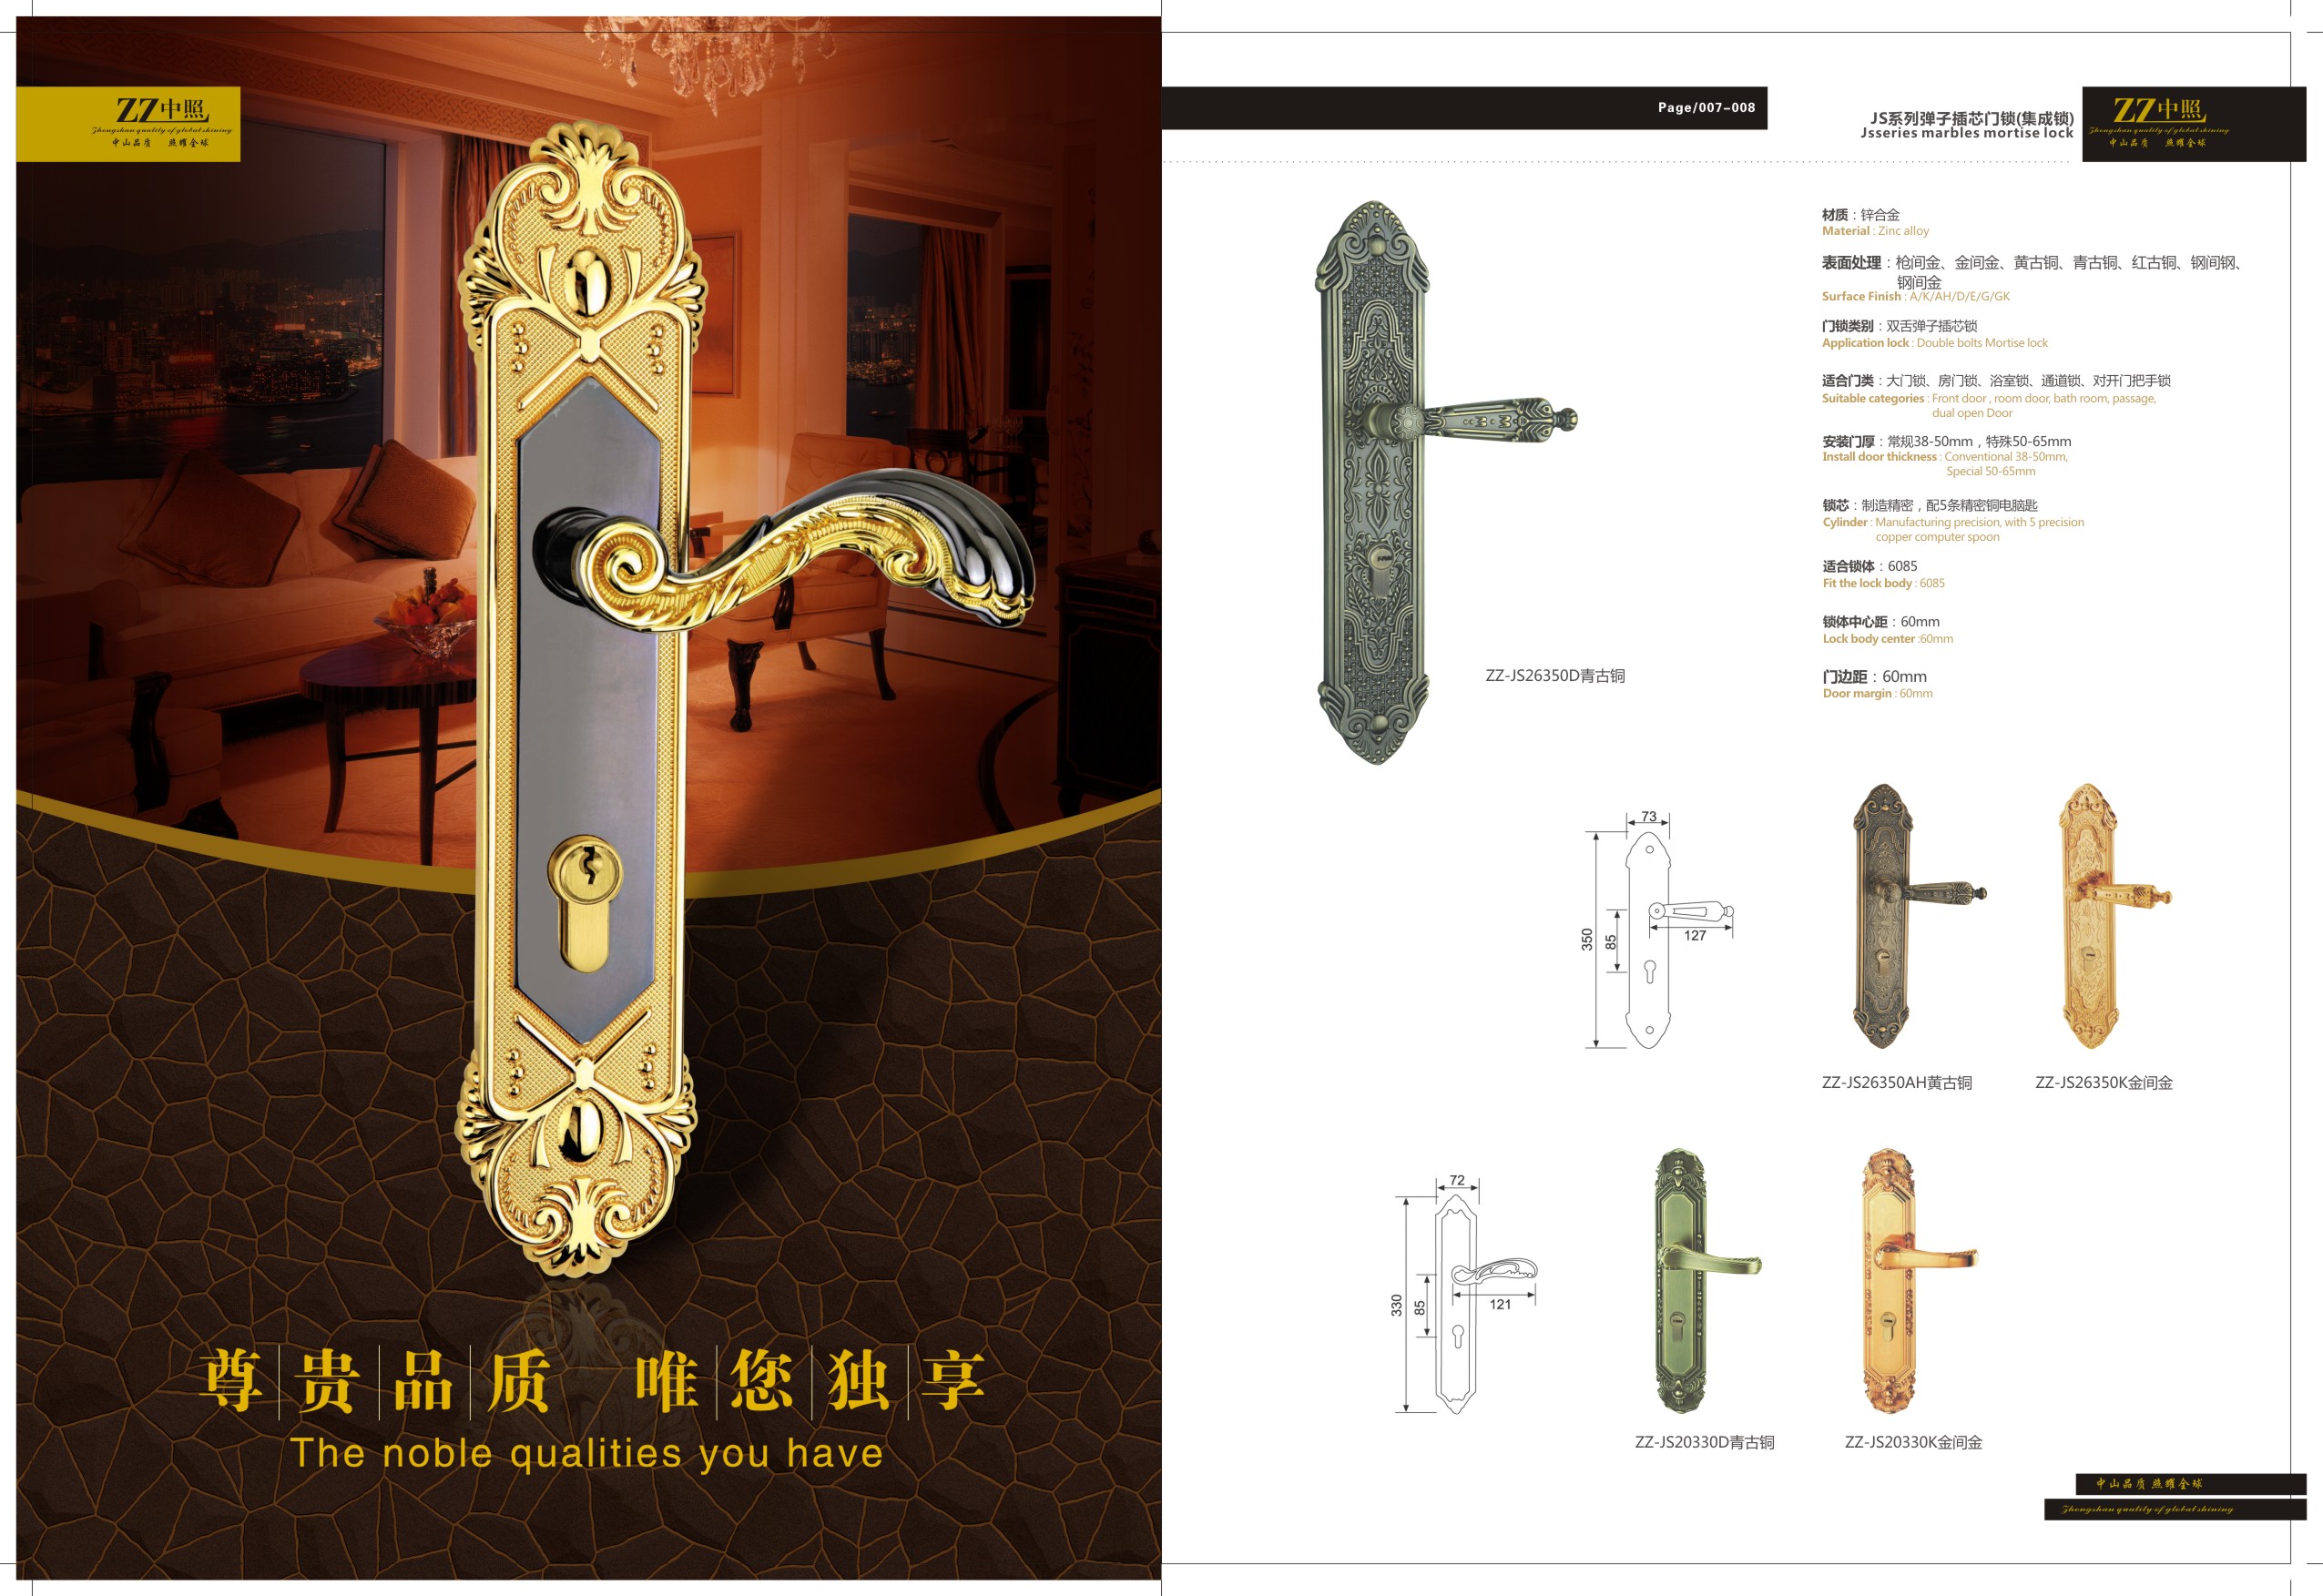 ZZ中照
Zhongshan quality of global shining
中山品质 照耀全球
尊贵品质 唯您独享
The noble qualities you have
Page/007-008
JS系列弹子插芯门锁(集成锁)
Jsseries marbles mortise lock
ZZ中照
Zhongshan quality of global shining
中山品质 照耀全球
材质：锌合金
Material : Zinc alloy
表面处理：枪间金、金间金、黄古铜、青古铜、红古铜、钢间钢、
钢间金
Surface Finish : A/K/AH/D/E/G/GK
门锁类别：双舌弹子插芯锁
Application lock : Double bolts Mortise lock
适合门类：大门锁、房门锁、浴室锁、通道锁、对开门把手锁
Suitable categories : Front door , room door, bath room, passage,
dual open Door
安装门厚：常规38-50mm，特殊50-65mm
Install door thickness : Conventional 38-50mm,
Special 50-65mm
锁芯：制造精密，配5条精密铜电脑匙
Cylinder : Manufacturing precision, with 5 precision
copper computer spoon
适合锁体：6085
Fit the lock body : 6085
锁体中心距：60mm
Lock body center :60mm
门边距：60mm
Door margin : 60mm
ZZ-JS26350D青古铜
73
350
85
127
ZZ-JS26350AH黄古铜
ZZ-JS26350K金间金
72
330
85
121
ZZ-JS20330D青古铜
ZZ-JS20330K金间金
中山品质 照耀全球
Zhongshan quality of global shining